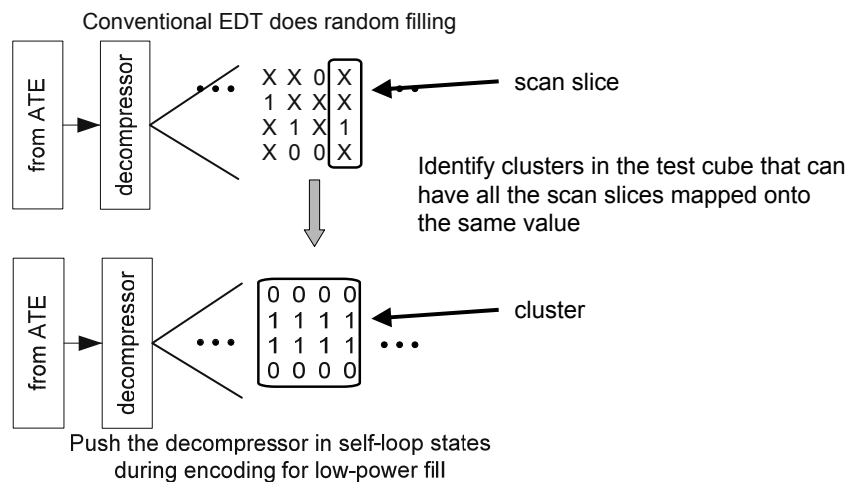 Conventional EDT does random filling
from ATE
decompressor
X X 0 X
1 X X X
X 1 X 1
X 0 0 X
scan slice
Identify clusters in the test cube that can
have all the scan slices mapped onto
the same value
from ATE
decompressor
0 0 0 0
1 1 1 1
1 1 1 1
0 0 0 0
cluster
Push the decompressor in self-loop states
during encoding for low-power fill